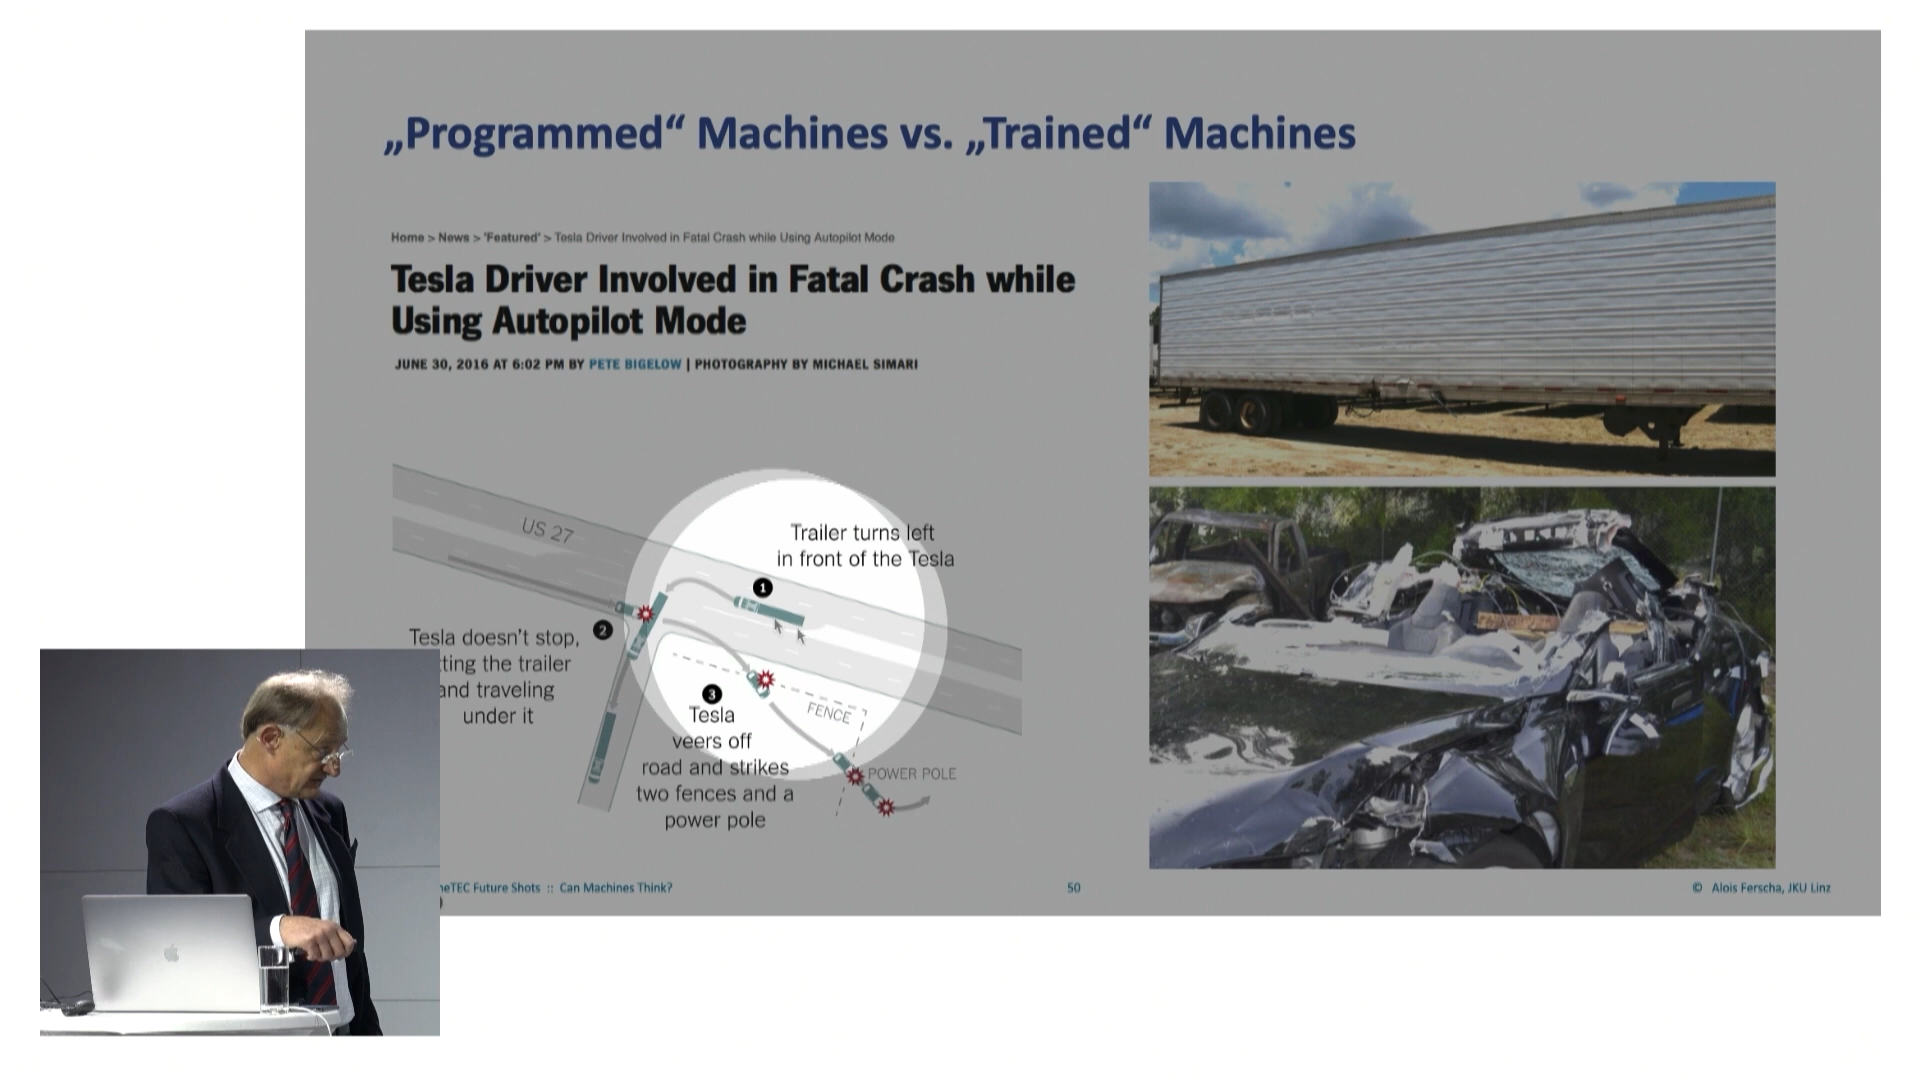 „Programmed“ Machines vs. „Trained“ Machines
Home > News > 'Featured' > Tesla Driver Involved in Fatal Crash while Using Autopilot Mode
Tesla Driver Involved in Fatal Crash while
Using Autopilot Mode
JUNE 30, 2016 AT 6:02 PM BY PETE BIGELOW | PHOTOGRAPHY BY MICHAEL SIMARI
US 27
Trailer turns left
in front of the Tesla
1
2
Tesla doesn't stop,
tting the trailer
and traveling
under it
3
Tesla
veers off
road and strikes
two fences and a
power pole
FENCE
POWER POLE
neTEC Future Shots :: Can Machines Think?
50
© Alois Ferscha, JKU Linz